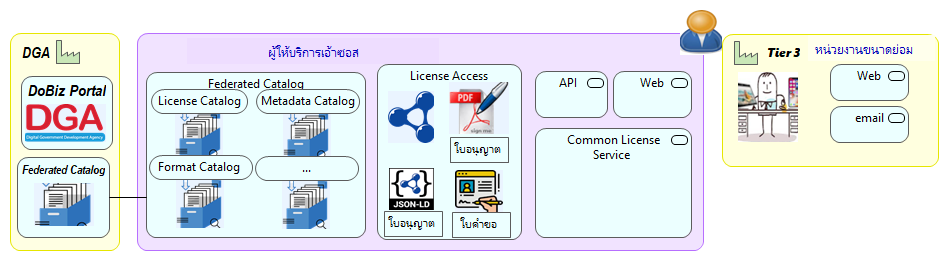 DGA
DoBiz Portal
DGA
Digital Government Development Agency
Federated Catalog
ผู้ให้บริการเอ้าซอส
Federated Catalog
License Catalog
Metadata Catalog
Format Catalog
...
License Access
PDF
sign me
ใบอนุญาต
JSON-LD
ใบอนุญาต
ใบคำขอ
API
Web
Common License
Service
Tier 3
หน่วยงานขนาดย่อม
Web
email